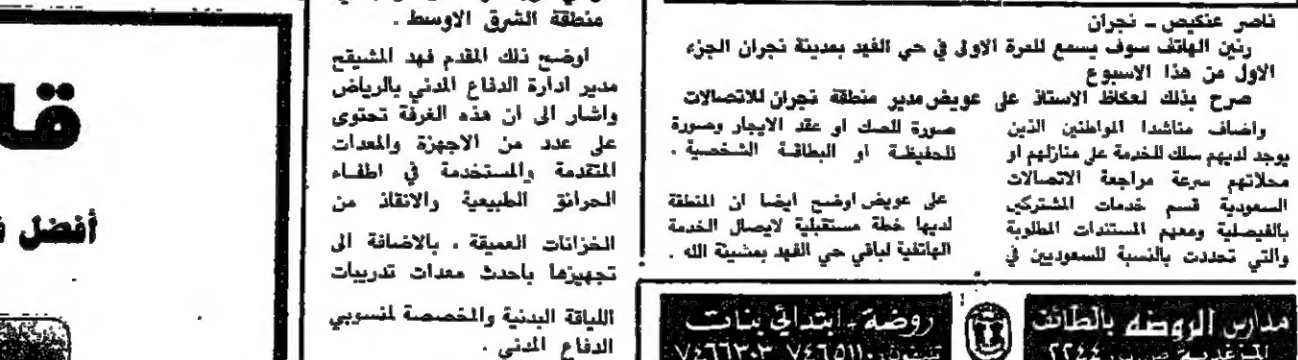 ناصر عنكيص ـ نجران
رنين الهاتف سوف يسمع للمرة الاولى في حي الفهد بمدينة نجران الجزء
الاول من هذا الاسبوع
صرح بذلك لعكاظ الاستاذ على عويض مدير منطقة نجران للاتصالات
واضاف مناشدا المواطنين الذين
يوجد لديهم سلك للخدمة على منازلهم او
محلاتهم سرعة مراجعة الاتصالات
السعودية قسم خدمات المشتركين
بالفيصلية ومعهم المستندات المطلوبة
والتي تحددت بالنسبة للسعوديين في
صورة للصك او عقد الايجار وصورة
للحفيظة او البطاقة الشخصية .
على عويض اوضح ايضا ان المنطقة
لديها خطة مستقبلية لايصال الخدمة
الهاتفية لباقي حي الفهد بمشيئة الله .
مدارس الروضه بالطائف
روضة ـ ابتدائي بنات
منطقة الشرق الاوسط .
اوضح ذلك المقدم فهد المشيقح
مدير ادارة الدفاع المدني بالرياض
واشار الى ان هذه الغرفة تحتوى
على عدد من الاجهزة والمعدات
المتقدمة والمستخدمة في اطفاء
الحرائق الطبيعية والانقاذ من
الخزانات العميقة . بالاضافة الى
تجهيزها باحدث معدات تدريبات
اللياقة البدنية والمخصصة لمنسوبي
الدفاع المدني .
أفضل